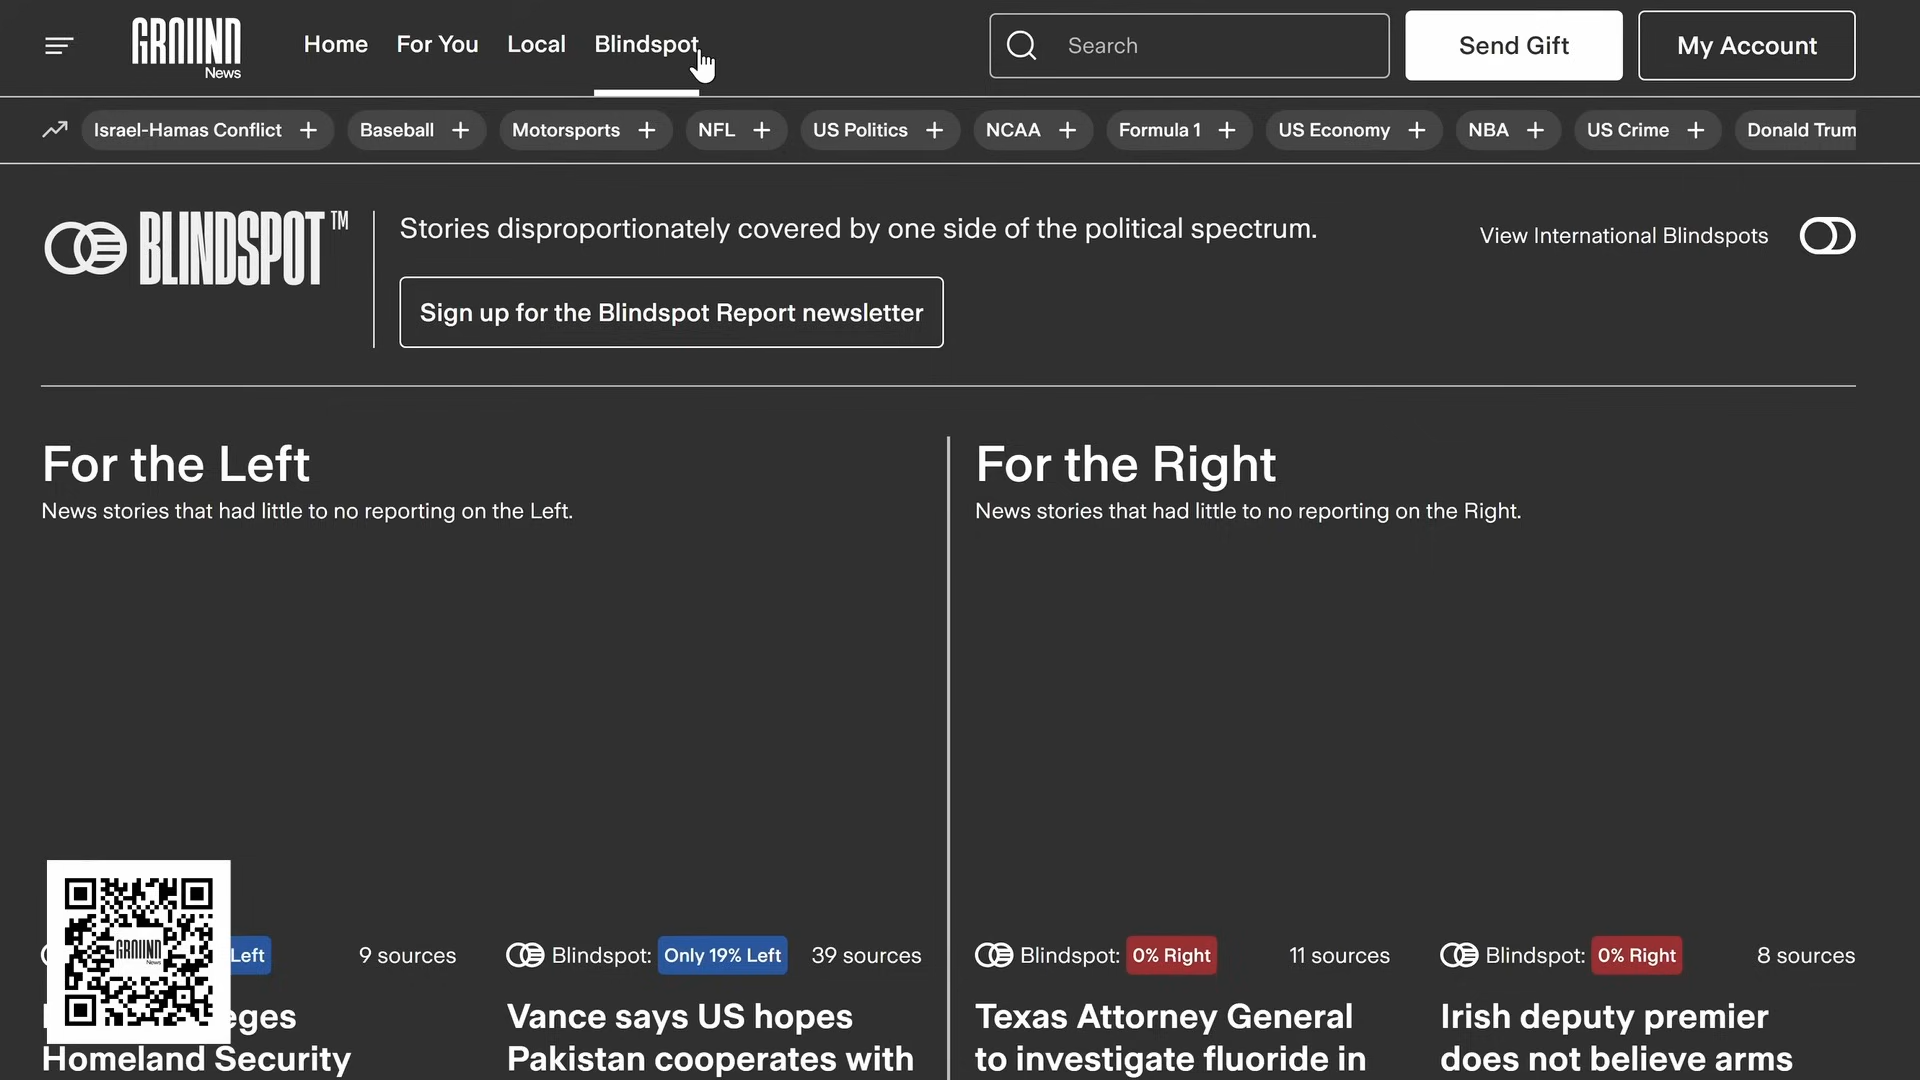 GROUND
News
Home
For You
Local
Blindspot
Search
Send Gift
My Account
Israel-Hamas Conflict +
Baseball +
Motorsports +
NFL +
US Politics +
NCAA +
Formula 1 +
US Economy +
NBA +
US Crime +
Donald Trum
BLINDSPOT™
Stories disproportionately covered by one side of the political spectrum.
Sign up for the Blindspot Report newsletter
View International Blindspots
For the Left
News stories that had little to no reporting on the Left.
For the Right
News stories that had little to no reporting on the Right.
GROUND
News
Left
9 sources
eges
Homeland Security
Blindspot: Only 19% Left
39 sources
Vance says US hopes
Pakistan cooperates with
Blindspot: 0% Right
11 sources
Texas Attorney General
to investigate fluoride in
Blindspot: 0% Right
8 sources
Irish deputy premier
does not believe arms